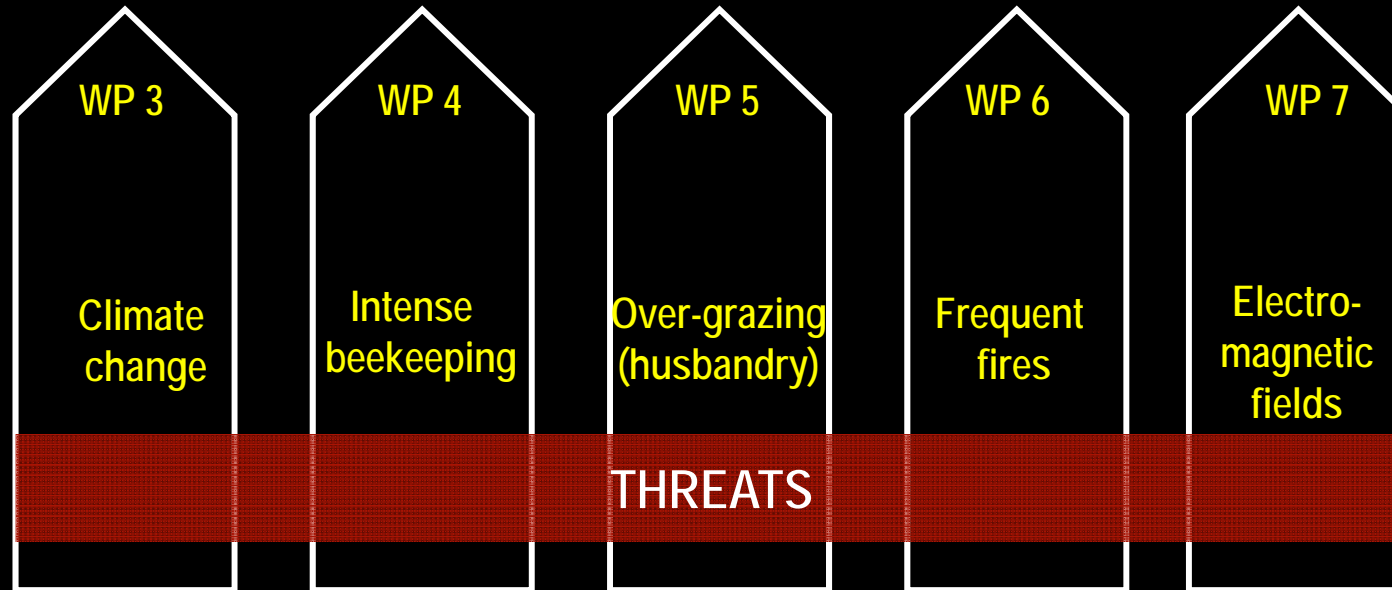 WP 3
WP 4
WP 5
WP 6
WP 7
Climate
change
Intense
beekeeping
Over-grazing
(husbandry)
Frequent
fires
Electro-
magnetic
fields
THREATS